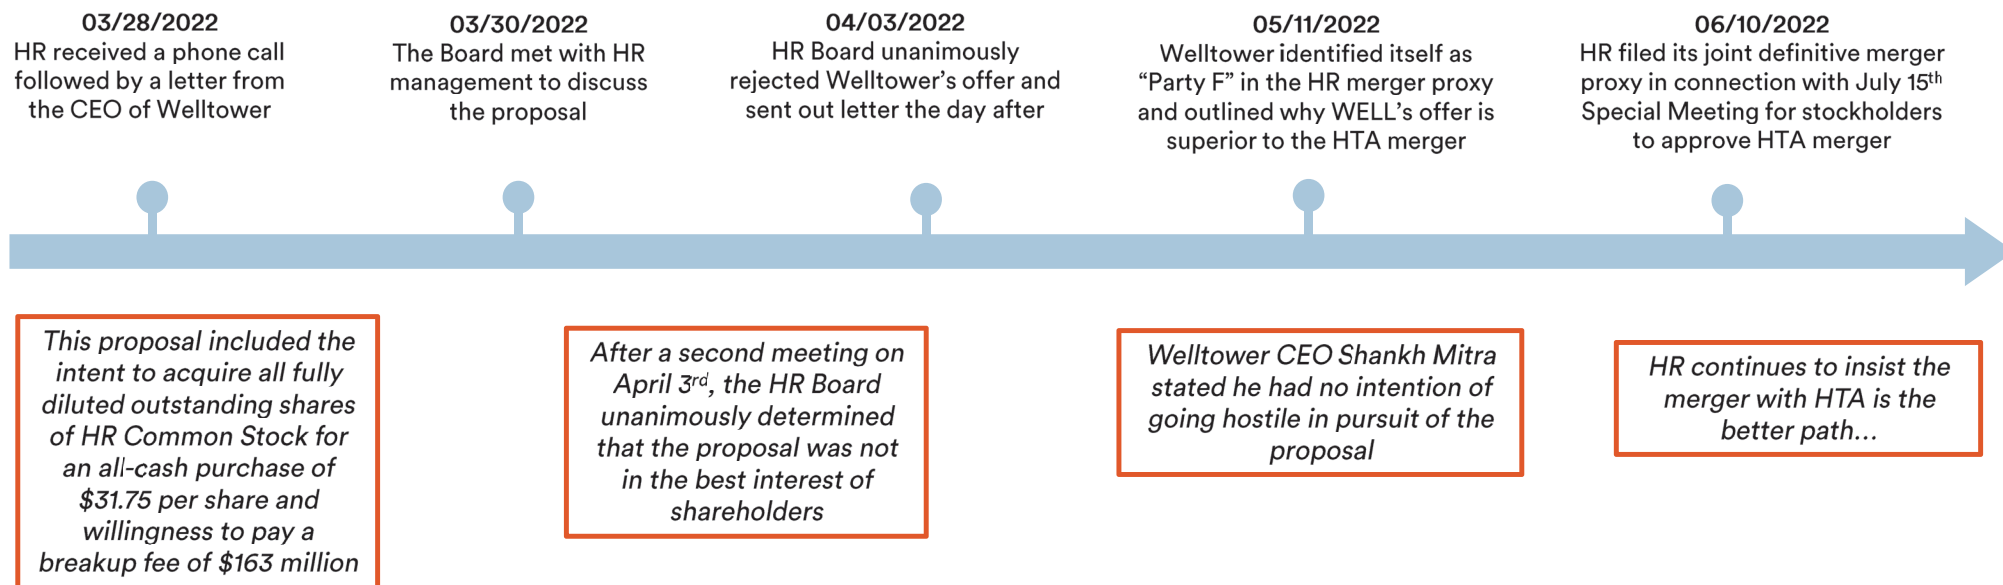 03/28/2022
HR received a phone call
followed by a letter from
the CEO of Welltower
03/30/2022
The Board met with HR
management to discuss
the proposal
04/03/2022
HR Board unanimously
rejected Welltower’s offer and
sent out letter the day after
05/11/2022
Welltower identified itself as
“Party F” in the HR merger proxy
and outlined why WELL’s offer is
superior to the HTA merger
06/10/2022
HR filed its joint definitive merger
proxy in connection with July 15th
Special Meeting for stockholders
to approve HTA merger
This proposal included the
intent to acquire all fully
diluted outstanding shares
of HR Common Stock for
an all-cash purchase of
$31.75 per share and
willingness to pay a
breakup fee of $163 million
After a second meeting on
April 3rd, the HR Board
unanimously determined
that the proposal was not
in the best interest of
shareholders
Welltower CEO Shankh Mitra
stated he had no intention of
going hostile in pursuit of the
proposal
HR continues to insist the
merger with HTA is the
better path...